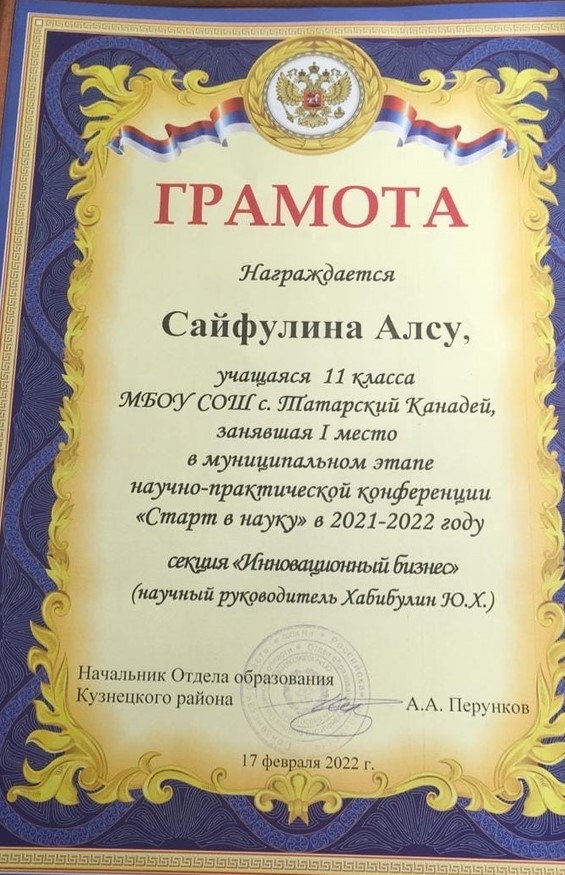 ГРАМОТА
Награждается
Сайфулина Алсу,
учащаяся 11 класса
МБОУ СОШ с. Татарский Канадей,
занявшая I место
в муниципальном этапе
научно-практической конференции
«Старт в науку» в 2021-2022 году
секция «Инновационный бизнес»
(научный руководитель Хабибулин Ю.Х.)
Начальник Отдела образования
Кузнецкого района
А.А. Перунков
17 февраля 2022 г.